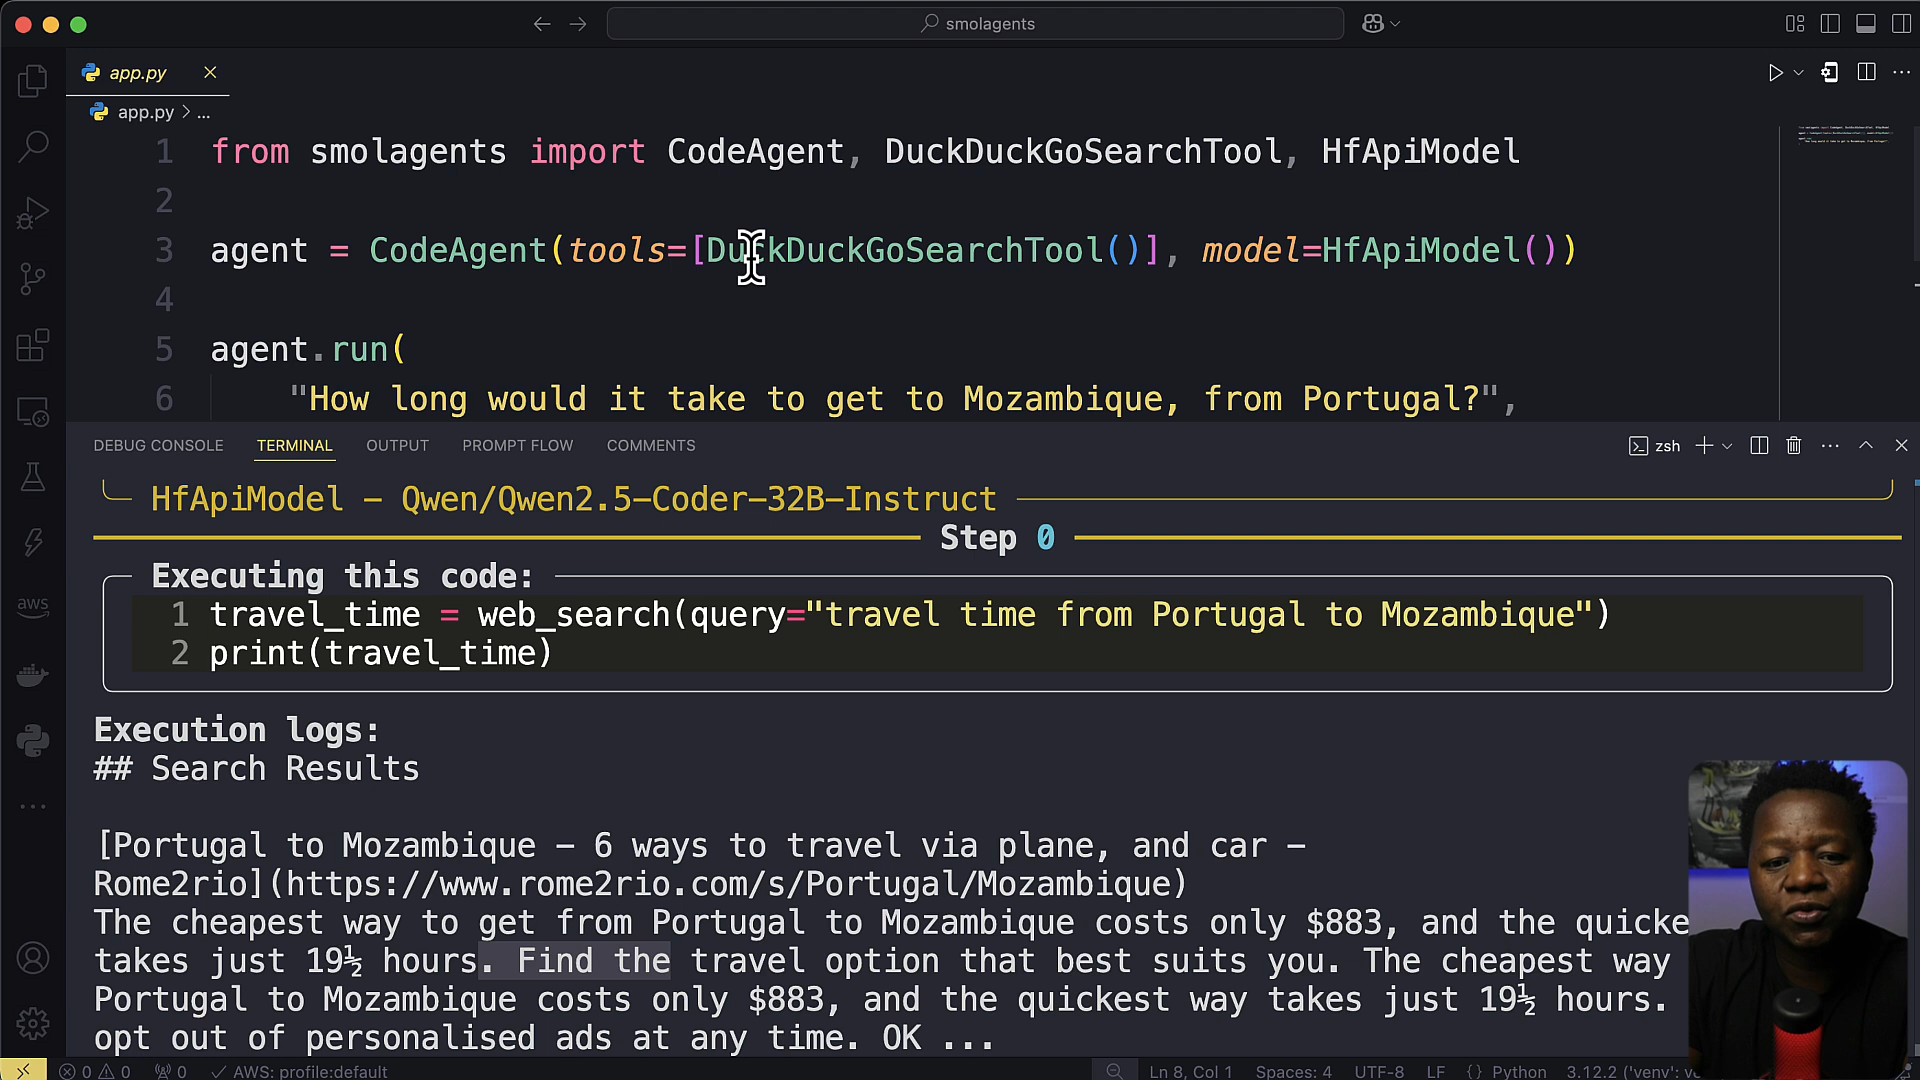 smolagents
app.py
app.py > ...
1 from smolagents import CodeAgent, DuckDuckGoSearchTool, HfApiModel
2
3 agent = CodeAgent(tools=[DuckDuckGoSearchTool()], model=HfApiModel())
4
5 agent.run(
6 "How long would it take to get to Mozambique, from Portugal?",
DEBUG CONSOLE TERMINAL OUTPUT PROMPT FLOW COMMENTS zsh
HfApiModel - Qwen/Qwen2.5-Coder-32B-Instruct
Step 0
Executing this code:
1 travel_time = web_search(query="travel time from Portugal to Mozambique")
2 print(travel_time)
aws
Execution logs:
## Search Results
[Portugal to Mozambique - 6 ways to travel via plane, and car -
Rome2rio](https://www.rome2rio.com/s/Portugal/Mozambique)
The cheapest way to get from Portugal to Mozambique costs only $883, and the quicke
takes just 19½ hours. Find the travel option that best suits you. The cheapest way
Portugal to Mozambique costs only $883, and the quickest way takes just 19½ hours.
opt out of personalised ads at any time. OK ...
0 0 0 AWS: profile:default Ln 8, Col 1 Spaces: 4 UTF-8 LF {} Python 3.12.2 ('venv':